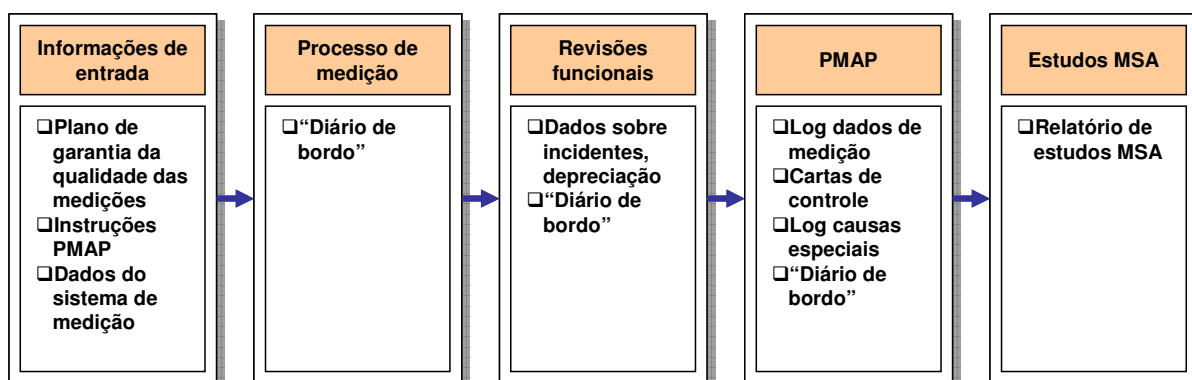 Informações de
entrada
❑Plano de
garantia da
qualidade das
medições
❑Instruções
PMAP
❑Dados do
sistema de
medição
Processo de
medição
❑“Diário de
bordo”
Revisões
funcionais
❑Dados sobre
incidentes,
depreciação
❑“Diário de
bordo”
PMAP
❑Log dados de
medição
❑Cartas de
controle
❑Log causas
especiais
❑“Diário de
bordo”
Estudos MSA
❑Relatório de
estudos MSA